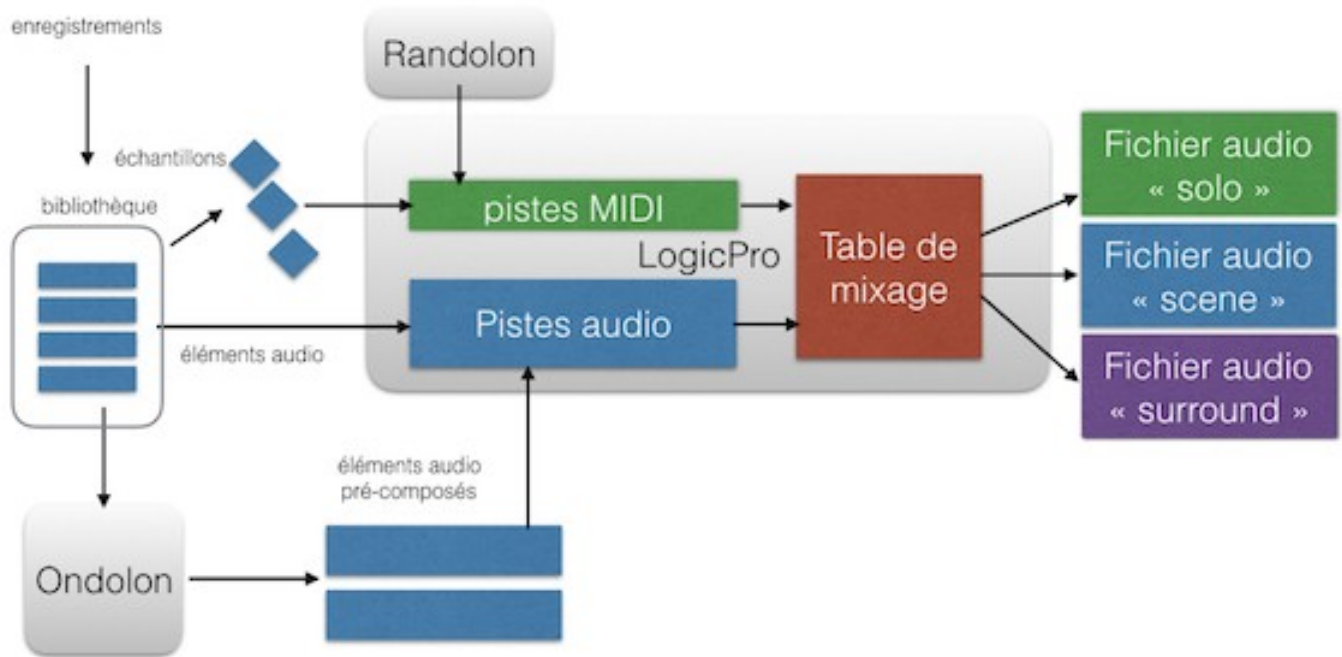 enregistrements
Randolon
échantillons
bibliothèque
pistes MIDI
LogicPro
Table de
mixage
Pistes audio
éléments audio
Fichier audio
« solo »
Fichier audio
« scene »
Fichier audio
« surround »
éléments audio
pré-composés
Ondolon